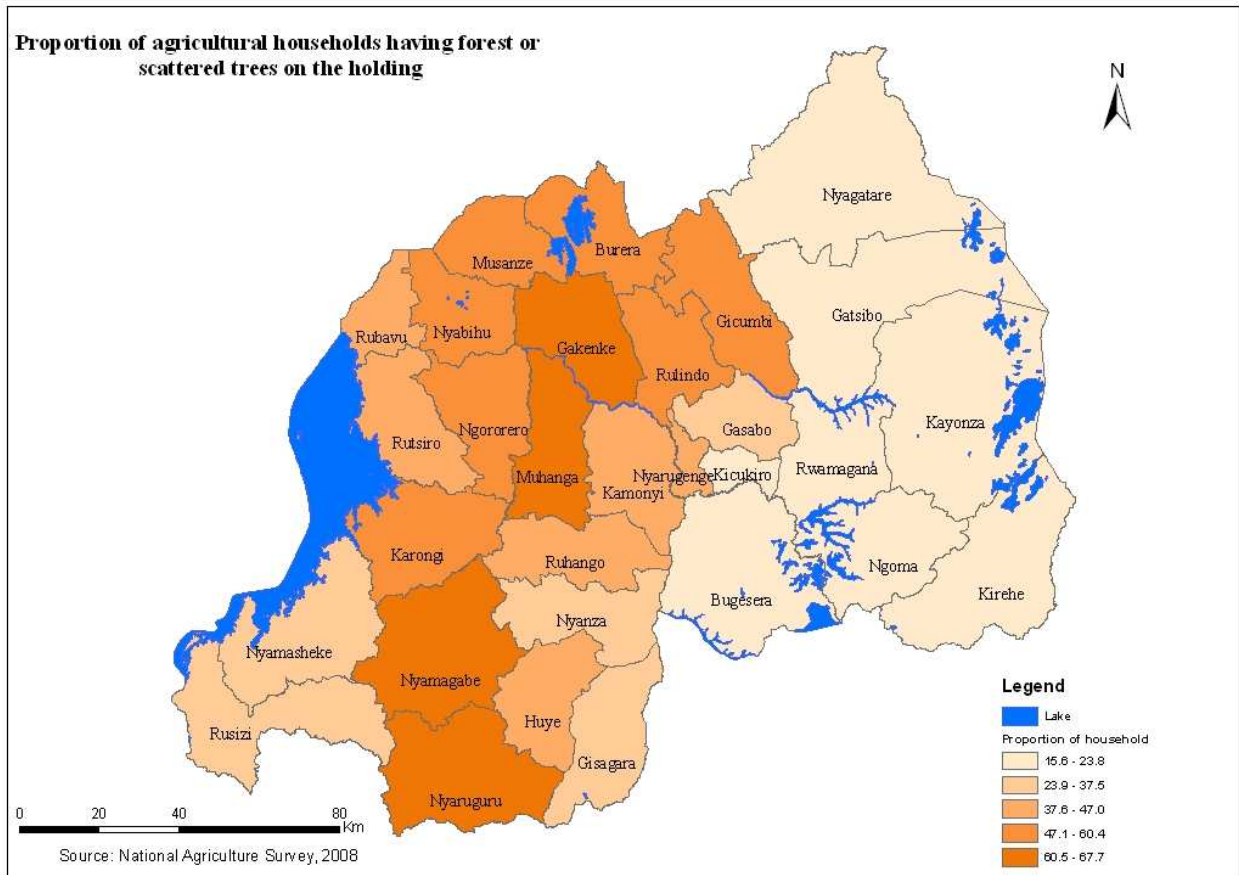 Proportion of agricultural households having forest or
scattered trees on the holding
N
Nyagatare
Burera
Musanze
Gatsibo
Gicumbi
Rubavu
Nyabihu
Gakenke
Rulindo
Kayonza
Gasabo
Rutsiro
Ngororero
Muhanga
Nyarugenge
Kicukiro
Rwamagana
Kamonyi
Karongi
Ruhango
Ngoma
Kirehe
Bugesera
Nyanza
Nyamasheke
Nyamagabe
Huye
Rusizi
Gisagara
Nyaruguru
Legend
Lake
Proportion of household
15.6 - 23.8
23.9 - 37.5
37.6 - 47.0
47.1 - 60.4
60.5 - 67.7
0 20 40 80
Km
Source: National Agriculture Survey, 2008